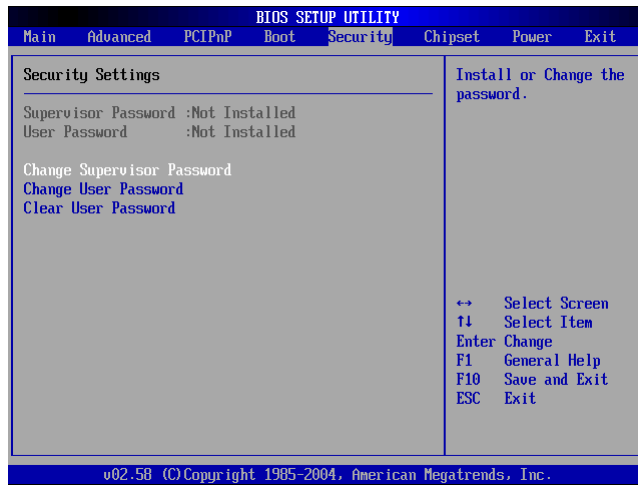 BIOS SETUP UTILITY
Main Advanced PCIPnP Boot Security Chipset Power Exit
Security Settings
Supervisor Password :Not Installed
User Password :Not Installed
Change Supervisor Password
Change User Password
Clear User Password
Install or Change the
password.
↔ Select Screen
↑↓ Select Item
Enter Change
F1 General Help
F10 Save and Exit
ESC Exit
v02.58 (C)Copyright 1985-2004, American Megatrends, Inc.